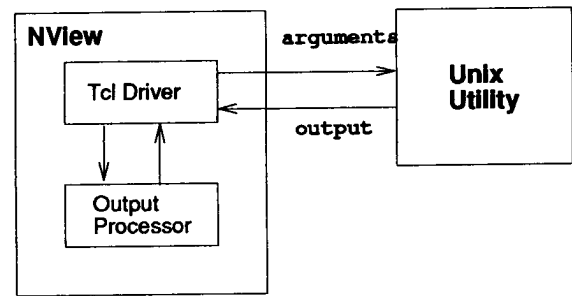 NView
arguments
Tcl Driver
Unix
Utility
output
Output
Processor